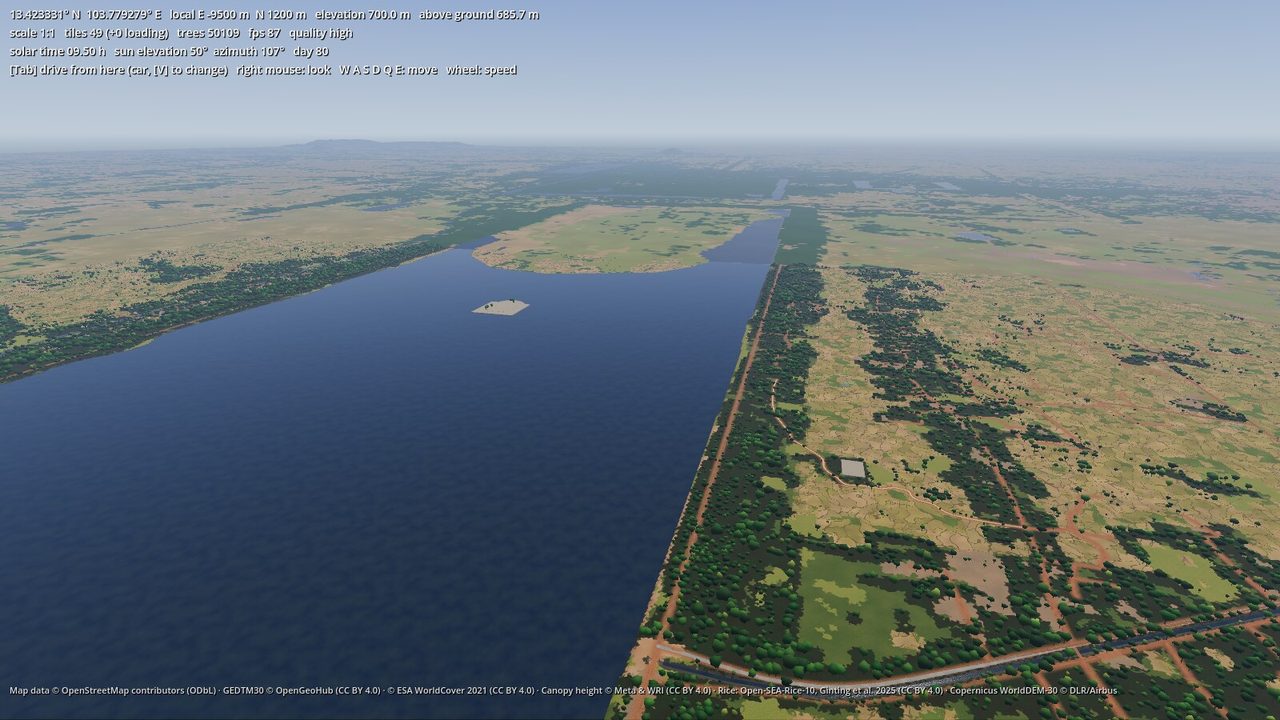 13.423331° N  103.779279° E   local E -9500 m  N 1200 m   elevation 700.0 m   above ground 685.7 m
scale 1:1   tiles 49 (+0 loading)   trees 50109   fps 87   quality high
solar time 09.50 h   sun elevation 50°  azimuth 107°   day 80
[Tab] drive from here (car, [V] to change)   right mouse: look   W A S D Q E: move   wheel: speed
Map data © OpenStreetMap contributors (ODbL) · GEDTM30 © OpenGeoHub (CC BY 4.0) · © ESA WorldCover 2021 (CC BY 4.0) · Canopy height © Meta & WRI (CC BY 4.0) · Rice: Open-SEA-Rice-10, Ginting et al. 2025 (CC BY 4.0) · Copernicus WorldDEM-30 © DLR/Airbus